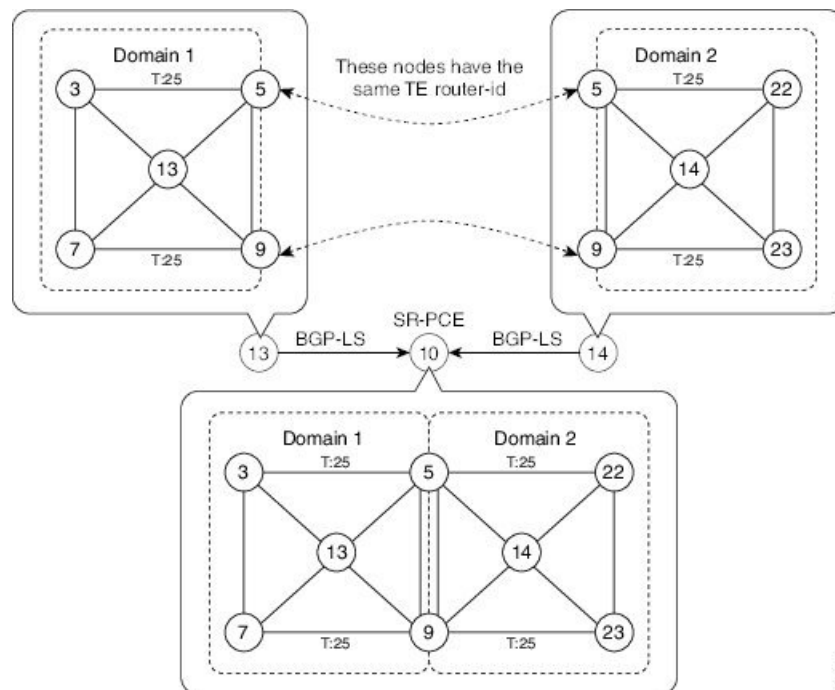 Domain 1
T:25
3
5
13
7
9
T:25
These nodes have the
same TE router-id
Domain 2
T:25
5
22
14
9
23
T:25
SR-PCE
13
BGP-LS
10
BGP-LS
14
Domain 1
Domain 2
T:25
T:25
3
5
22
13
14
7
9
23
T:25
T:25